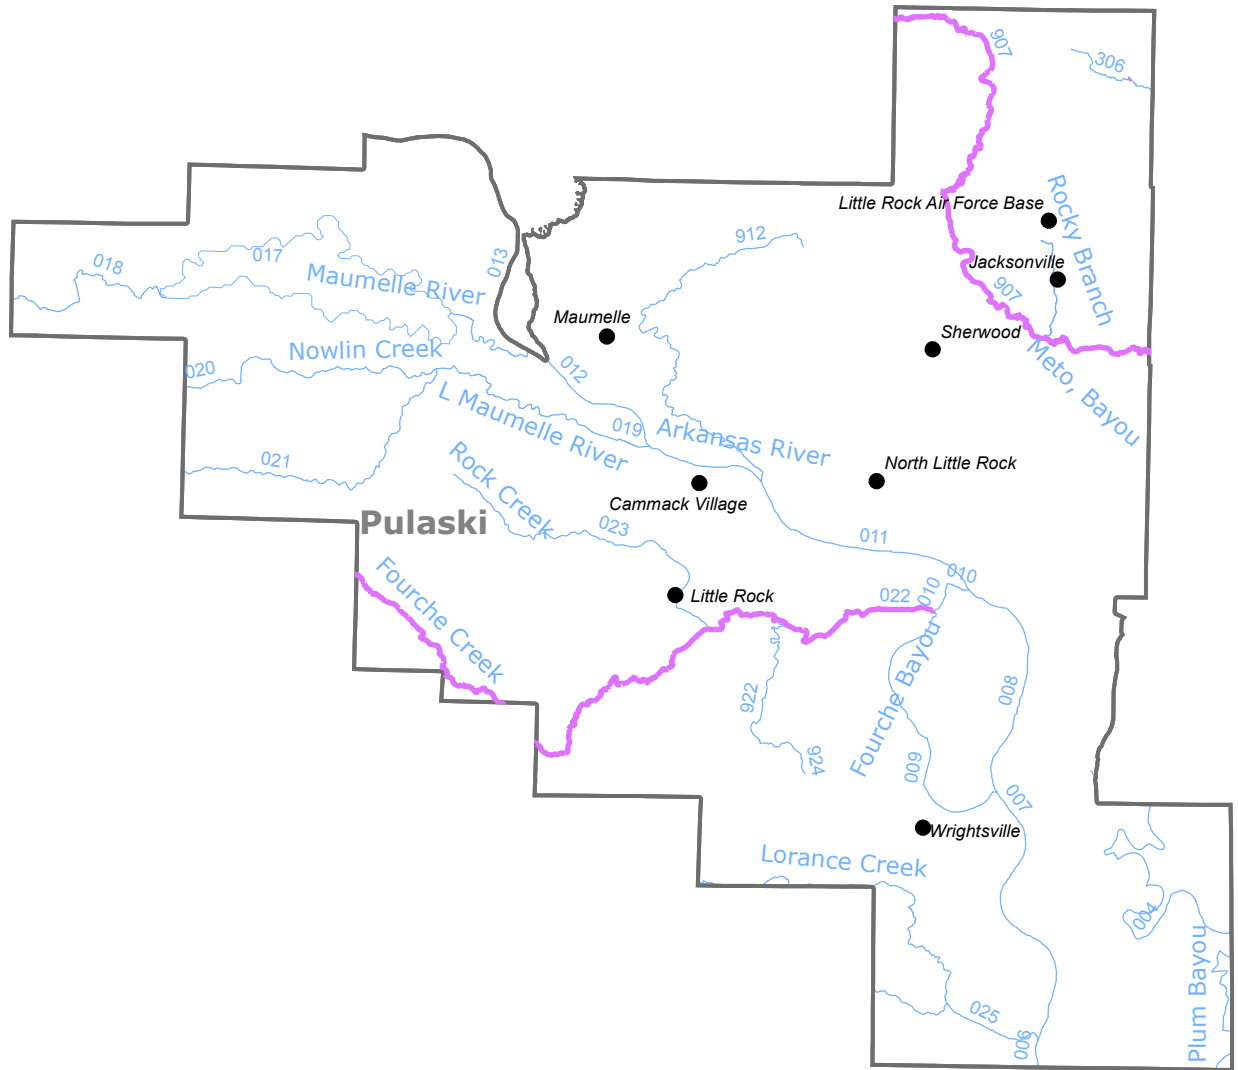 907
306
Little Rock Air Force Base
Rocky Branch
912
017
018
013
Maumelle River
Jacksonville
907
Maumelle
Sherwood
Nowlin Creek
020
012
Meto, Bayou
L Maumelle River
019
Arkansas River
021
Rock Creek
North Little Rock
Cammack Village
Pulaski
023
011
010
010
Fourche Creek
Little Rock
022
Fourche Bayou
922
008
924
009
007
Wrightsville
Lorance Creek
004
Plum Bayou
025
006